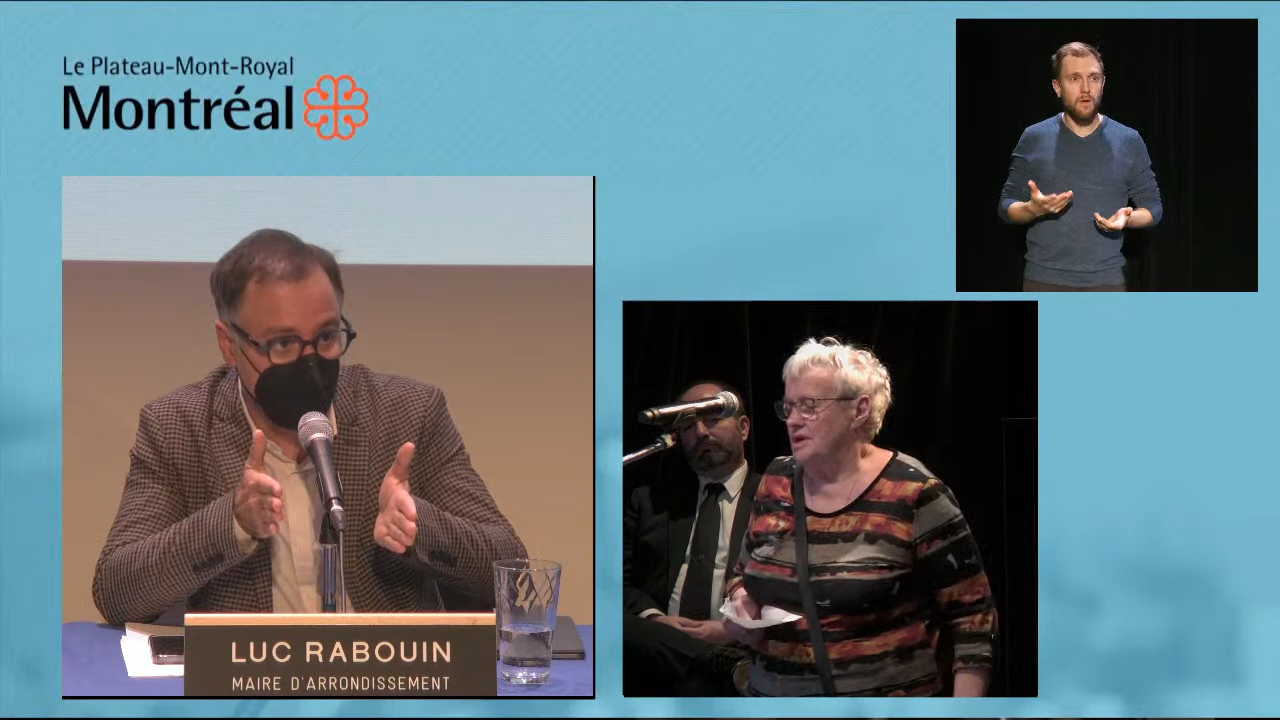 Le Plateau-Mont-Royal
Montréal
LUC RABOUIN
MAIRE D'ARRONDISSEMENT